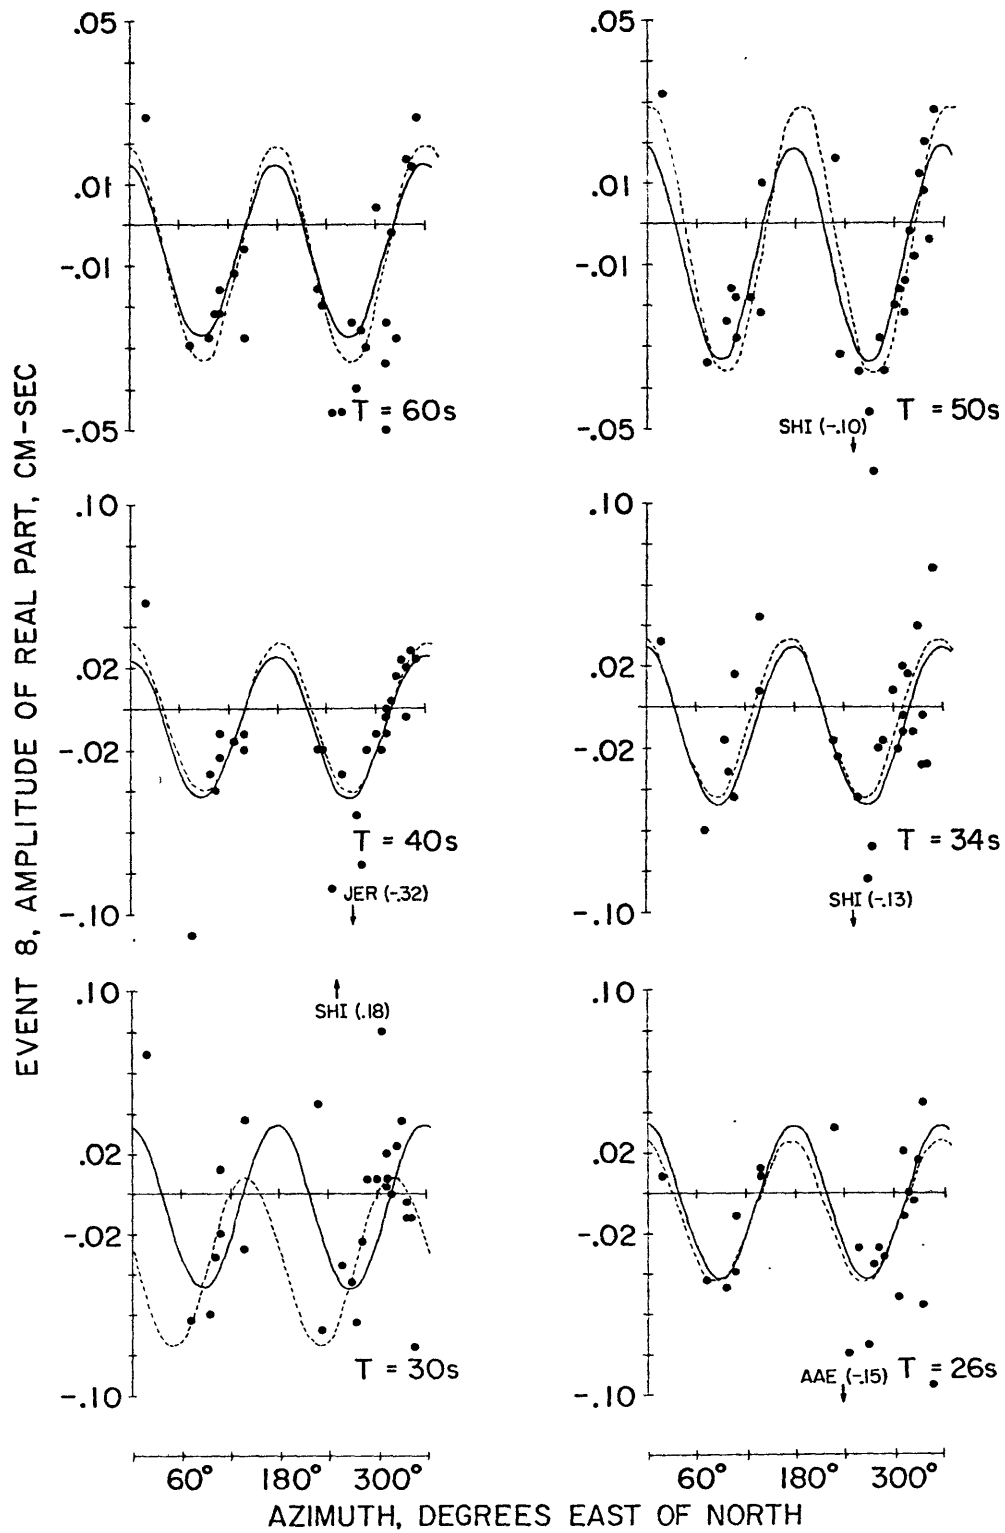 EVENT 8, AMPLITUDE OF REAL PART, CM-SEC
.05
.01
-.01
-.05
T = 60s
.05
.01
-.01
-.05
T = 50s
SHI (-.10)
.10
.02
-.02
-.10
T = 40s
JER (-.32)
.10
.02
-.02
-.10
T = 34s
SHI (-.13)
.10
.02
-.02
-.10
SHI (.18)
T = 30s
.10
.02
-.02
-.10
AAE (-.15)
T = 26s
60° 180° 300°
60° 180° 300°
AZIMUTH, DEGREES EAST OF NORTH